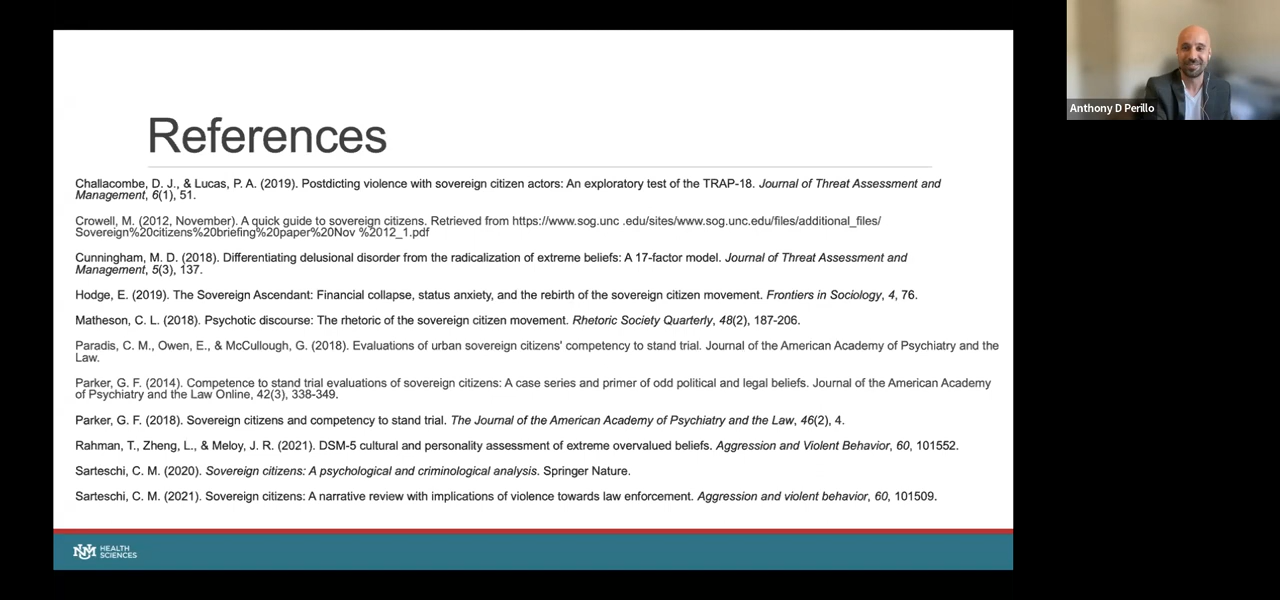 References
Challacombe, D. J., & Lucas, P. A. (2019). Postdicting violence with sovereign citizen actors: An exploratory test of the TRAP-18. Journal of Threat Assessment and
Management, 6(1), 51.
Crowell, M. (2012, November). A quick guide to sovereign citizens. Retrieved from https://www.sog.unc .edu/sites/www.sog.unc.edu/files/additional_files/
Sovereign%20citizens%20briefing%20paper%20Nov %2012_1.pdf
Cunningham, M. D. (2018). Differentiating delusional disorder from the radicalization of extreme beliefs: A 17-factor model. Journal of Threat Assessment and
Management, 5(3), 137.
Hodge, E. (2019). The Sovereign Ascendant: Financial collapse, status anxiety, and the rebirth of the sovereign citizen movement. Frontiers in Sociology, 4, 76.
Matheson, C. L. (2018). Psychotic discourse: The rhetoric of the sovereign citizen movement. Rhetoric Society Quarterly, 48(2), 187-206.
Paradis, C. M., Owen, E., & McCullough, G. (2018). Evaluations of urban sovereign citizens' competency to stand trial. Journal of the American Academy of Psychiatry and the
Law.
Parker, G. F. (2014). Competence to stand trial evaluations of sovereign citizens: A case series and primer of odd political and legal beliefs. Journal of the American Academy
of Psychiatry and the Law Online, 42(3), 338-349.
Parker, G. F. (2018). Sovereign citizens and competency to stand trial. The Journal of the American Academy of Psychiatry and the Law, 46(2), 4.
Rahman, T., Zheng, L., & Meloy, J. R. (2021). DSM-5 cultural and personality assessment of extreme overvalued beliefs. Aggression and Violent Behavior, 60, 101552.
Sarteschi, C. M. (2020). Sovereign citizens: A psychological and criminological analysis. Springer Nature.
Sarteschi, C. M. (2021). Sovereign citizens: A narrative review with implications of violence towards law enforcement. Aggression and violent behavior, 60, 101509.
UNM HEALTH
SCIENCES
Anthony D Perillo